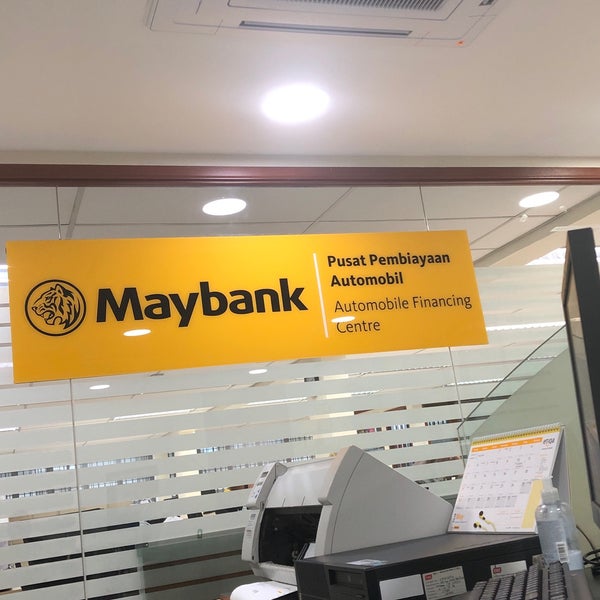 Maybank
Pusat Pembiayaan
Automobil
Automobile Financing
Centre